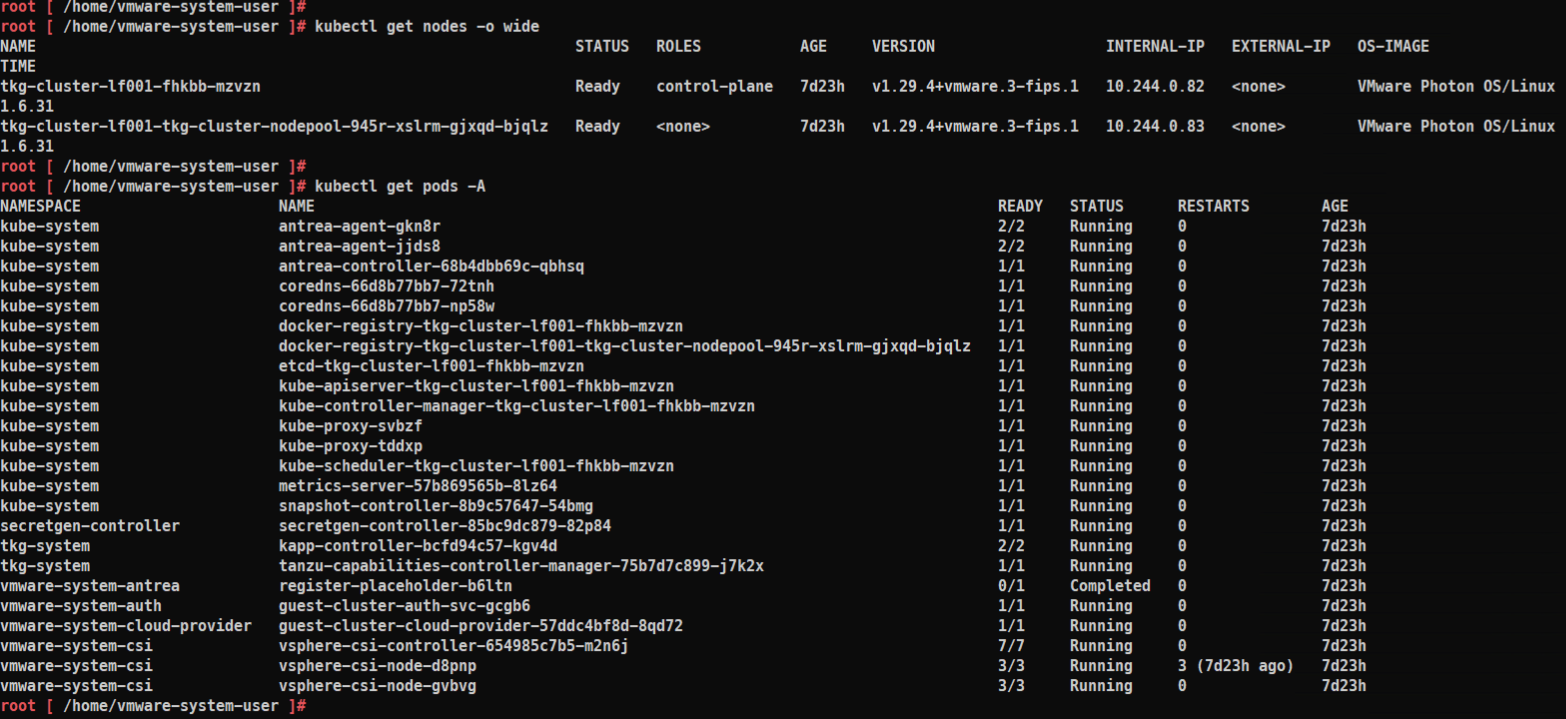 root [ /home/vmware-system-user ]#
root [ /home/vmware-system-user ]# kubectl get nodes -o wide
NAME STATUS ROLES AGE VERSION INTERNAL-IP EXTERNAL-IP OS-IMAGE
TIME
tkg-cluster-lf001-fhkbb-mzvzn Ready control-plane 7d23h v1.29.4+vmware.3-fips.1 10.244.0.82 <none> VMware Photon OS/Linux
1.6.31
tkg-cluster-lf001-tkg-cluster-nodepool-945r-xslrm-gjxqd-bjqlz Ready <none> 7d23h v1.29.4+vmware.3-fips.1 10.244.0.83 <none> VMware Photon OS/Linux
1.6.31
root [ /home/vmware-system-user ]#
root [ /home/vmware-system-user ]# kubectl get pods -A
NAMESPACE NAME READY STATUS RESTARTS AGE
kube-system antrea-agent-gkn8r 2/2 Running 0 7d23h
kube-system antrea-agent-jjds8 2/2 Running 0 7d23h
kube-system antrea-controller-68b4dbb69c-qbhsq 1/1 Running 0 7d23h
kube-system coredns-66d8b77bb7-72tnh 1/1 Running 0 7d23h
kube-system coredns-66d8b77bb7-np58w 1/1 Running 0 7d23h
kube-system docker-registry-tkg-cluster-lf001-fhkbb-mzvzn 1/1 Running 0 7d23h
kube-system docker-registry-tkg-cluster-lf001-tkg-cluster-nodepool-945r-xslrm-gjxqd-bjqlz 1/1 Running 0 7d23h
kube-system etcd-tkg-cluster-lf001-fhkbb-mzvzn 1/1 Running 0 7d23h
kube-system kube-apiserver-tkg-cluster-lf001-fhkbb-mzvzn 1/1 Running 0 7d23h
kube-system kube-controller-manager-tkg-cluster-lf001-fhkbb-mzvzn 1/1 Running 0 7d23h
kube-system kube-proxy-svbzf 1/1 Running 0 7d23h
kube-system kube-proxy-tddxp 1/1 Running 0 7d23h
kube-system kube-scheduler-tkg-cluster-lf001-fhkbb-mzvzn 1/1 Running 0 7d23h
kube-system metrics-server-57b869565b-8lz64 1/1 Running 0 7d23h
kube-system snapshot-controller-8b9c57647-54bmg 1/1 Running 0 7d23h
secretgen-controller secretgen-controller-85bc9dc879-82p84 1/1 Running 0 7d23h
tkg-system kapp-controller-bcfd94c57-kgv4d 2/2 Running 0 7d23h
tkg-system tanzu-capabilities-controller-manager-75b7d7c899-j7k2x 1/1 Running 0 7d23h
vmware-system-antrea register-placeholder-b6ltn 0/1 Completed 0 7d23h
vmware-system-auth guest-cluster-auth-svc-gcgb6 1/1 Running 0 7d23h
vmware-system-cloud-provider guest-cluster-cloud-provider-57ddc4bf8d-8qd72 1/1 Running 0 7d23h
vmware-system-csi vsphere-csi-controller-654985c7b5-m2n6j 7/7 Running 0 7d23h
vmware-system-csi vsphere-csi-node-d8pnp 3/3 Running 3 (7d23h ago) 7d23h
vmware-system-csi vsphere-csi-node-gvbvg 3/3 Running 0 7d23h
root [ /home/vmware-system-user ]#